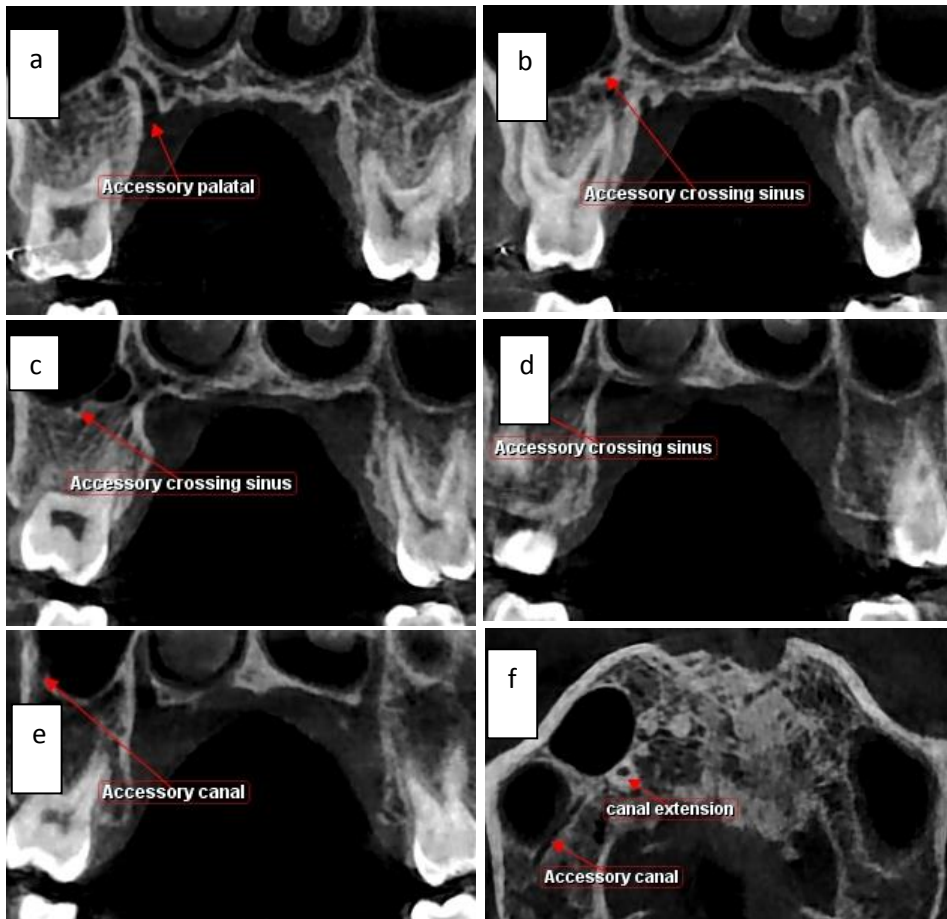 a
Accessory palatal
b
Accessory crossing sinus
c
Accessory crossing sinus
d
Accessory crossing sinus
e
Accessory canal
f
canal extension
Accessory canal